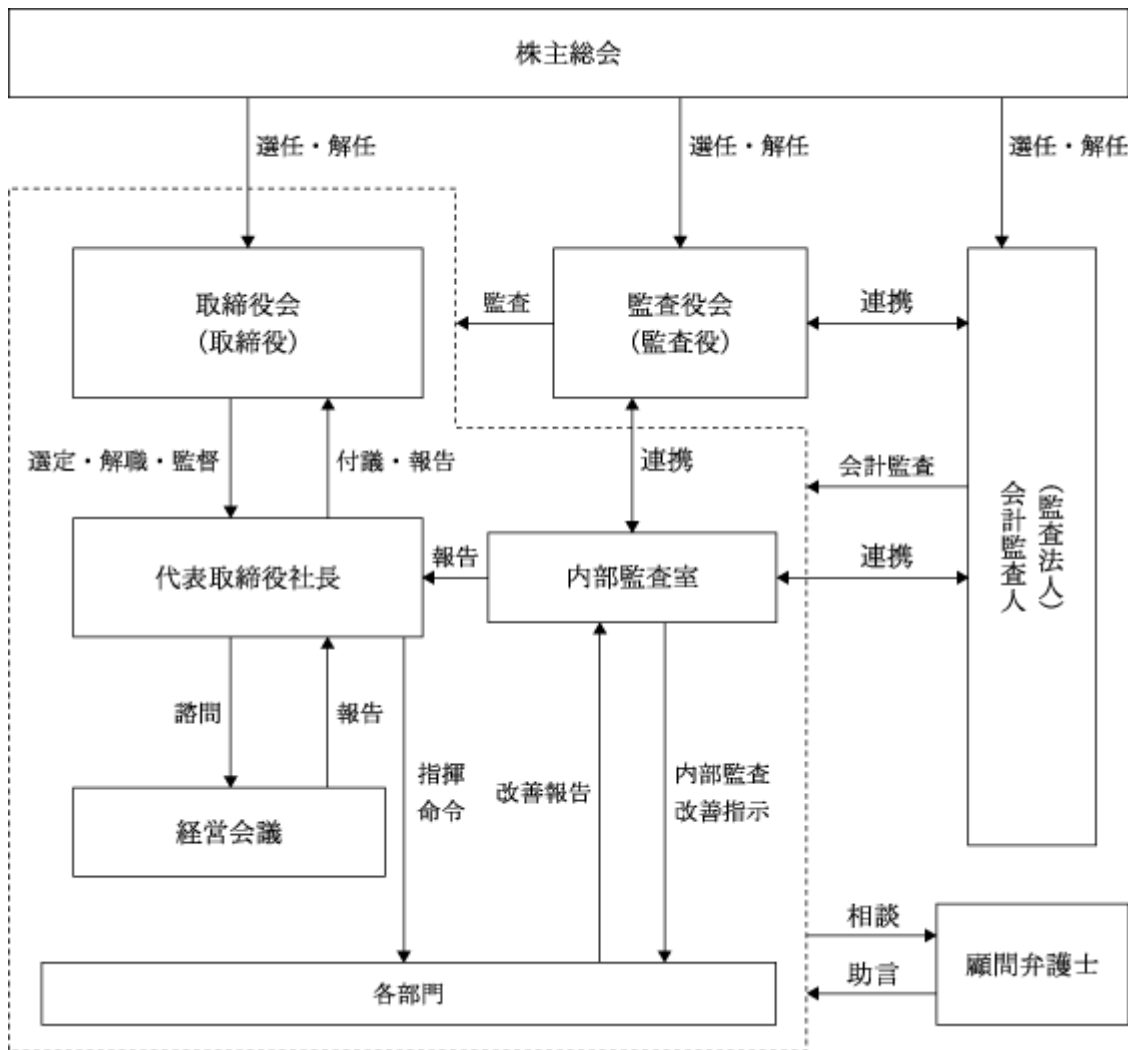 株主総会
選任・解任
選任・解任
選任・解任
取締役会
(取締役)
監査
監査役会
(監査役)
連携
選定・解職・監督
付議・報告
連携
会計監査
会計監査人
(監査法人)
代表取締役社長
報告
内部監査室
連携
諮問
報告
指揮
命令
改善報告
内部監査
改善指示
経営会議
相談
助言
顧問弁護士
各部門